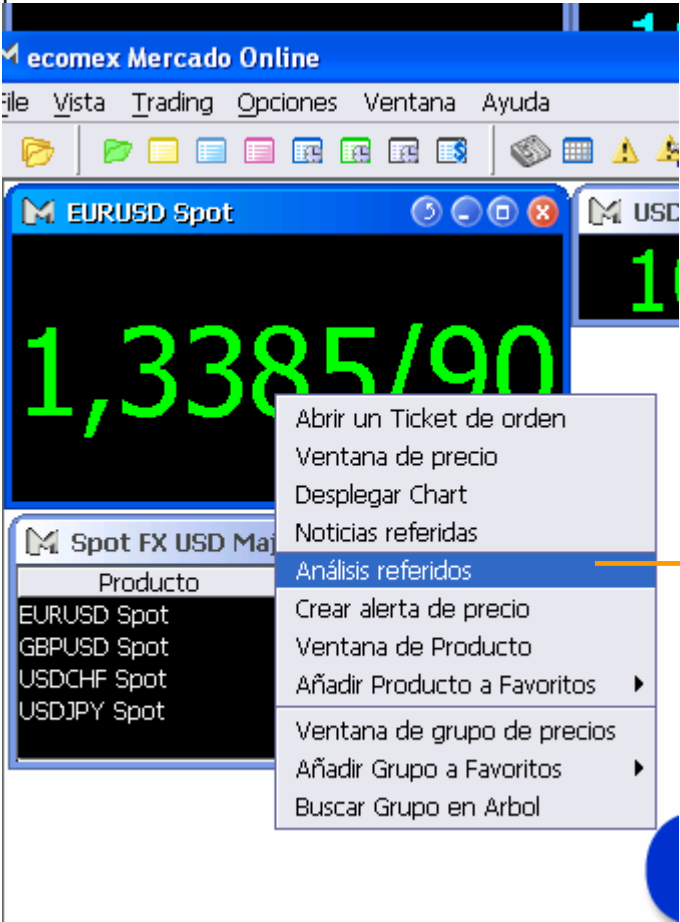 ecomex Mercado Online
File Vista Trading Opciones Ventana Ayuda
EURUSD Spot
USD
1,3385/90
Abrir un Ticket de orden
Ventana de precio
Desplegar Chart
Noticias referidas
Análisis referidos
Crear alerta de precio
Ventana de Producto
Añadir Producto a Favoritos
Ventana de grupo de precios
Añadir Grupo a Favoritos
Buscar Grupo en Arbol
Spot FX USD Maj
Producto
EURUSD Spot
GBPUSD Spot
USDCHF Spot
USDJPY Spot